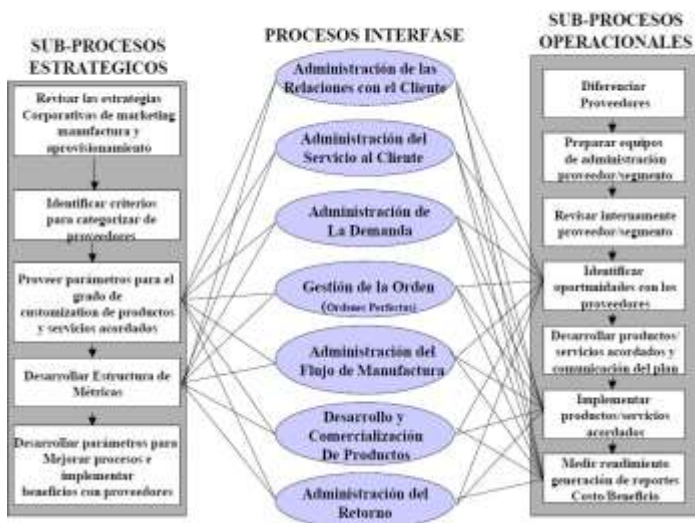 SUB-PROCESOS
ESTRATEGICOS
Revisar las estrategias
Corporativas de marketing
manufactura y
aprovisionamiento
Identificar criterios
para categorizar de
proveedores
Proveer parámetros para el
grado de
customization de productos
y servicios acordados
Desarrollar Estructura de
Métricas
Desarrollar parámetros para
Mejorar procesos e
implementar
beneficios con proveedores
PROCESOS INTERFASE
Administración de las
Relaciones con el Cliente
Administración del
Servicio al Cliente
Administración de
La Demanda
Gestión de la Orden
(Ordenes Perfectas)
Administración del
Flujo de Manufactura
Desarrollo y
Comercialización
De Productos
Administración del
Retorno
SUB-PROCESOS
OPERACIONALES
Diferenciar
Proveedores
Preparar equipos
de administración
proveedor/segmento
Revisar internamente
proveedor/segmento
Identificar
oportunidades con los
proveedores
Desarrollar productos/
servicios acordados y
comunicación del plan
Implementar
productos/servicios
acordados
Medir rendimiento
generación de reportes
Costo/Beneficio